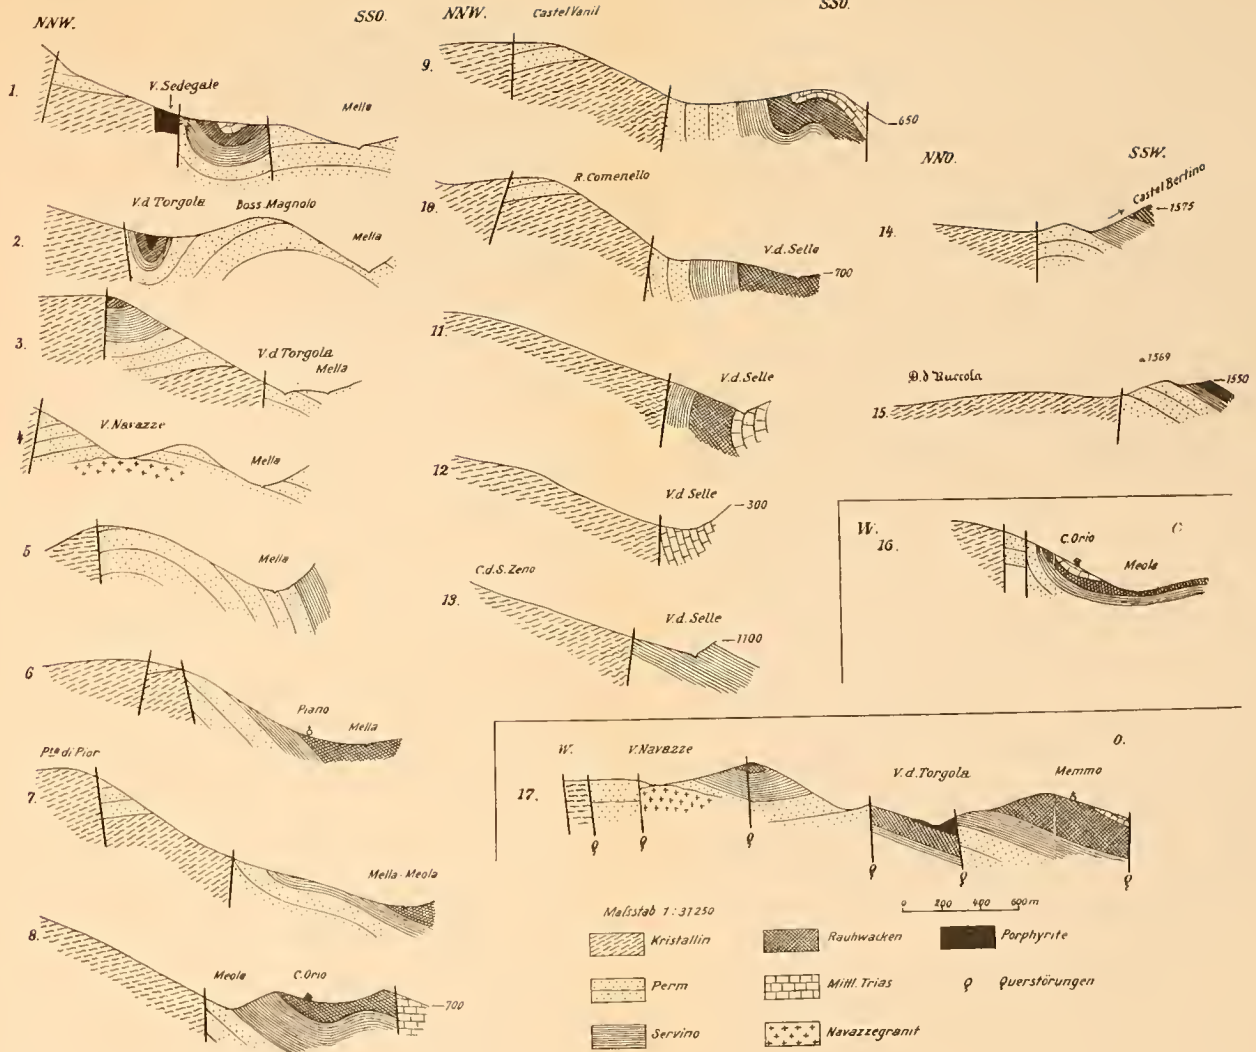 NNW. SSO.
1.
V. Sedegale
Mella
2.
V.d Torgola Doss Magnolo
Mella
3.
V.d Torgola
Mella
4
V. Navazze
Mella
5
Mella
6
Piano Mella
Pta di Pior
7.
Mella - Meola
8.
Meola C. Orio
700
NNW. Castel Vanil SSO.
9.
650
10.
R. Comenello
V.d. Selle
700
11.
V.d. Selle
12
V.d Selle
300
C.d.S. Zeno
13.
V.d. Selle
1100
NNO. SSW.
Castel Bertino
1575
14.
1569
D. d Ruccola
1550
15.
W.
16.
C. Orio
Meola
W. V. Navazze O.
V.d. Torgola Memmo
17.
0 200 400 600 m
Maſsstab 1:31250
Kristallin Rauhwacken Porphyrite
Perm Mittl. Trias Querstörungen
Servino Navazzegranit